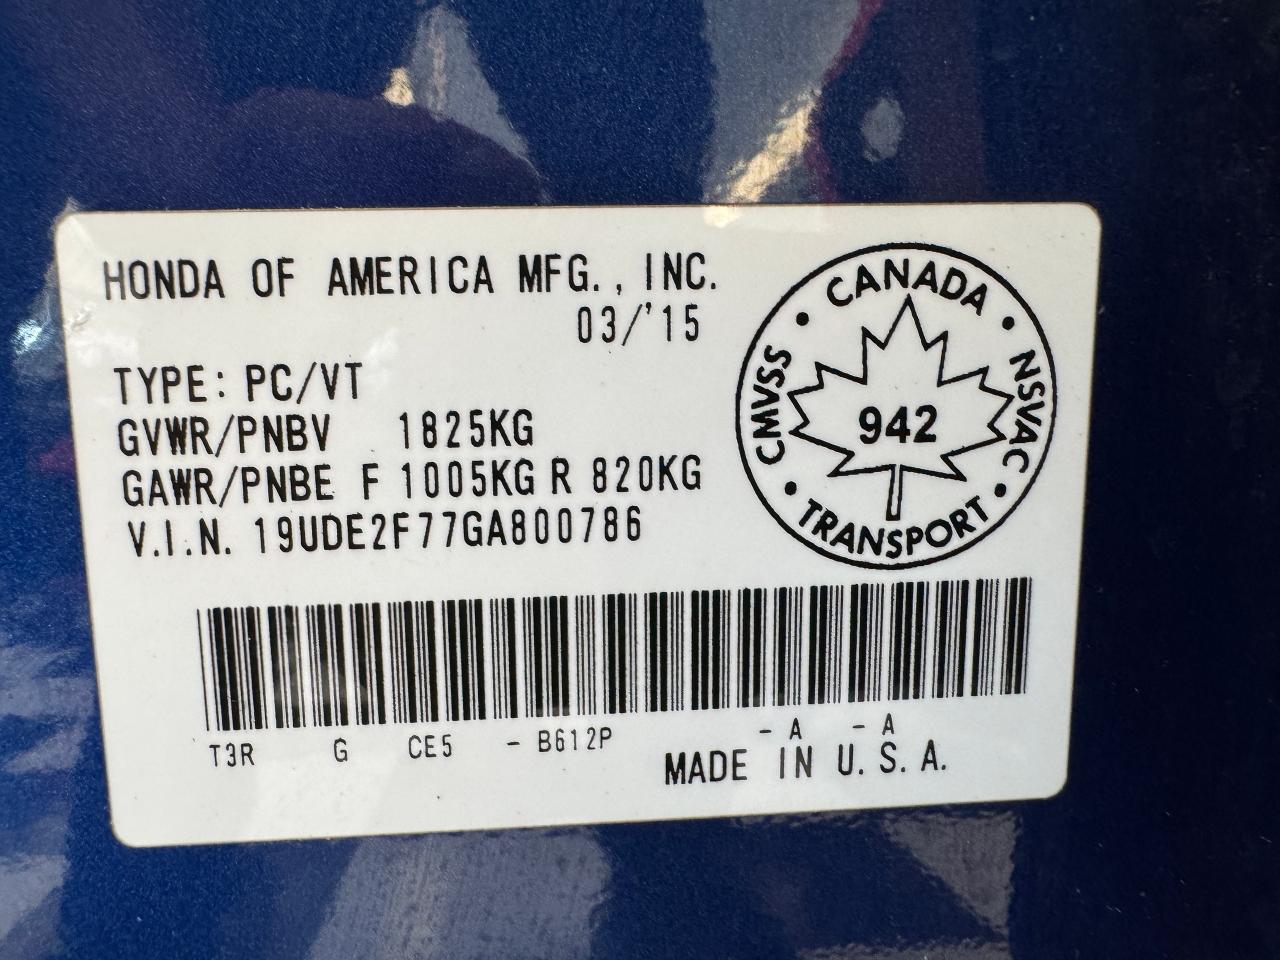 HONDA OF AMERICA MFG., INC.
03/'15
TYPE: PC/VT
GVWR/PNBV 1825KG
GAWR/PNBE F 1005KG R 820KG
V.I.N. 19UDE2F77GA800786
CANADA
CMVSS
NSVAC
942
TRANSPORT
T3R G CE5 - B612P - A - A
MADE IN U.S.A.